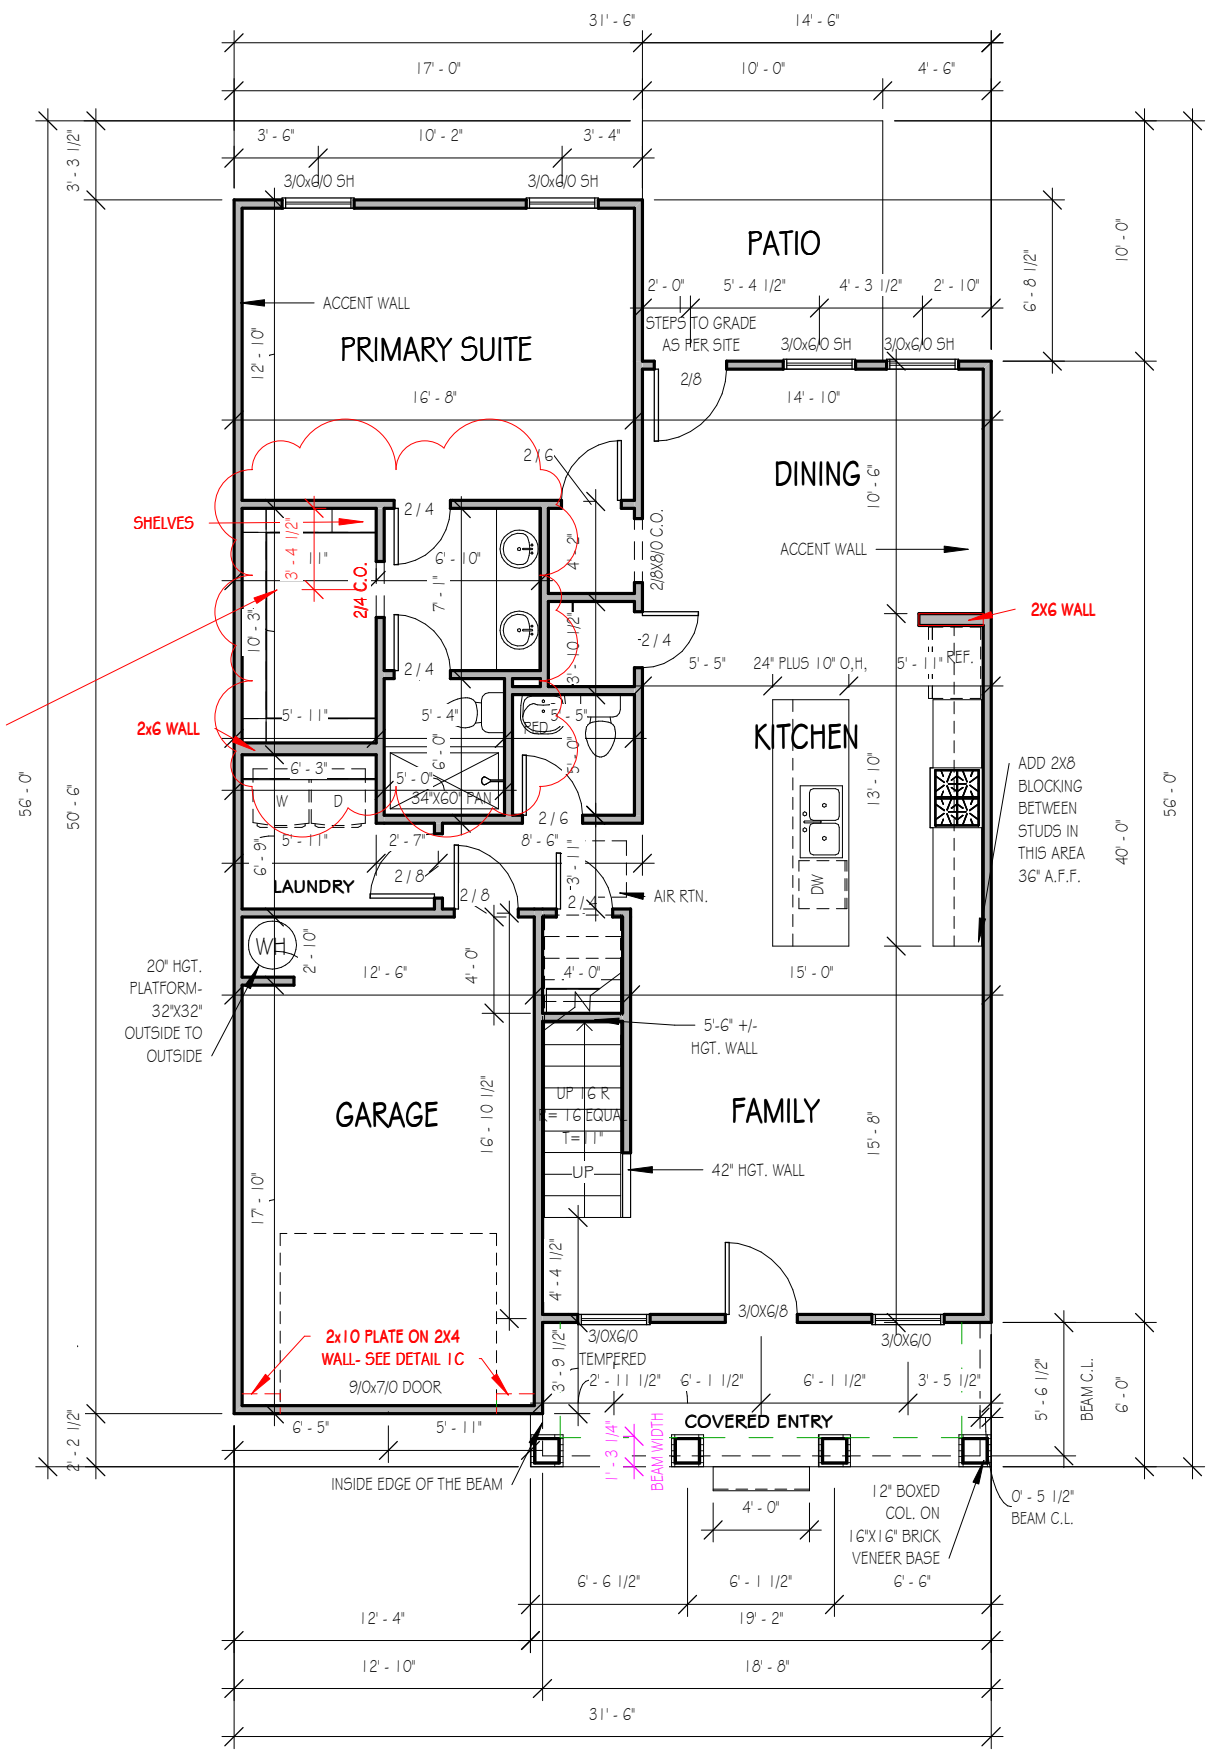 31' - 6"
14' - 6"
17' - 0"
10' - 0"
4' - 6"
3' - 6"
10' - 2"
3' - 4"
3' - 3 1/2"
3/0x6/0 SH
3/0x6/0 SH
PATIO
10' - 0"
6' - 8 1/2"
2' - 0"
5' - 4 1/2"
4' - 3 1/2"
2' - 10"
ACCENT WALL
STEPS TO GRADE
AS PER SITE
3/0x6/0 SH
3/0x6/0 SH
PRIMARY SUITE
12' - 10"
2/8
16' - 8"
14' - 10"
2/6
DINING
10' - 6"
SHELVES
3' - 4 1/2"
11"
2/4
6' - 10"
4' - 2"
2/8X8/0 C.O.
ACCENT WALL
2/4 C.O.
7' - 1"
10' - 3"
3' - 10 1/2"
2/4
2X6 WALL
2/4
5' - 5"
24" PLUS 10" O,H,
5' - 11"
REF.
2x6 WALL
5' - 11"
5' - 4"
PED
5' - 5"
KITCHEN
56' - 0"
50' - 6"
6' - 3"
6' - 0"
5' - 0"
5' - 0"
34"X60" PAN
W
D
13' - 10"
ADD 2X8
BLOCKING
BETWEEN
STUDS IN
THIS AREA
36" A.F.F.
40' - 0"
56' - 0"
2/6
5' - 11"
2' - 7"
8' - 6"
6' - 9"
LAUNDRY
2/8
2/8
3' - 11"
2/4
AIR RTN.
DW
WH
2' - 10"
20" HGT.
PLATFORM-
32"X32"
OUTSIDE TO
OUTSIDE
12' - 6"
4' - 0"
4' - 0"
15' - 0"
5'-6" +/-
HGT. WALL
GARAGE
16' - 10 1/2"
UP 16 R
R= 16 EQUAL
T=11"
FAMILY
15' - 8"
UP
42" HGT. WALL
17' - 10"
4' - 4 1/2"
3/0X6/8
2x10 PLATE ON 2X4
WALL- SEE DETAIL 1C
9/0x7/0 DOOR
3/0X6/0
TEMPERED
3/0X6/0
3' - 9 1/2"
2' - 11 1/2"
6' - 1 1/2"
6' - 1 1/2"
3' - 5 1/2"
5' - 6 1/2"
BEAM C.L.
6' - 0"
2' - 2 1/2"
6' - 5"
5' - 11"
COVERED ENTRY
1' - 3 1/4"
BEAM WIDTH
INSIDE EDGE OF THE BEAM
4' - 0"
12" BOXED
COL. ON
16"X16" BRICK
VENEER BASE
0' - 5 1/2"
BEAM C.L.
6' - 6 1/2"
6' - 1 1/2"
6' - 6"
12' - 4"
19' - 2"
12' - 10"
18' - 8"
31' - 6"